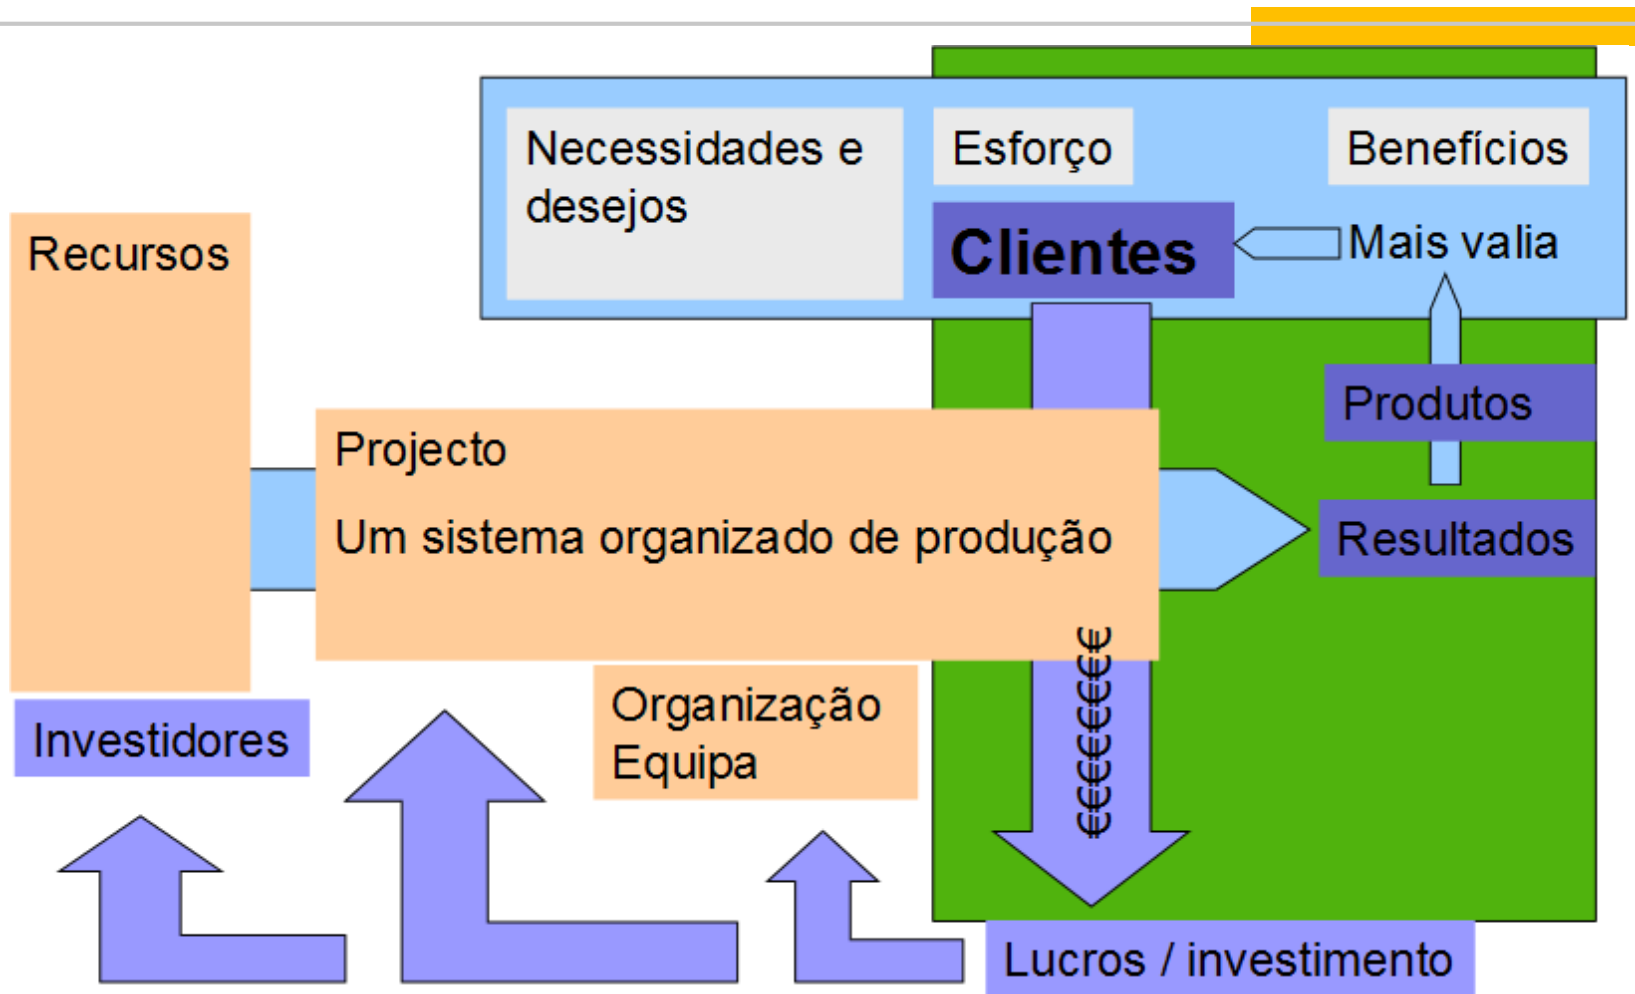 Necessidades e
desejos
Esforço
Benefícios
Clientes
Mais valia
Recursos
Produtos
Projecto
Um sistema organizado de produção
Resultados
€€€€€€€€
Organização
Equipa
Investidores
Lucros / investimento